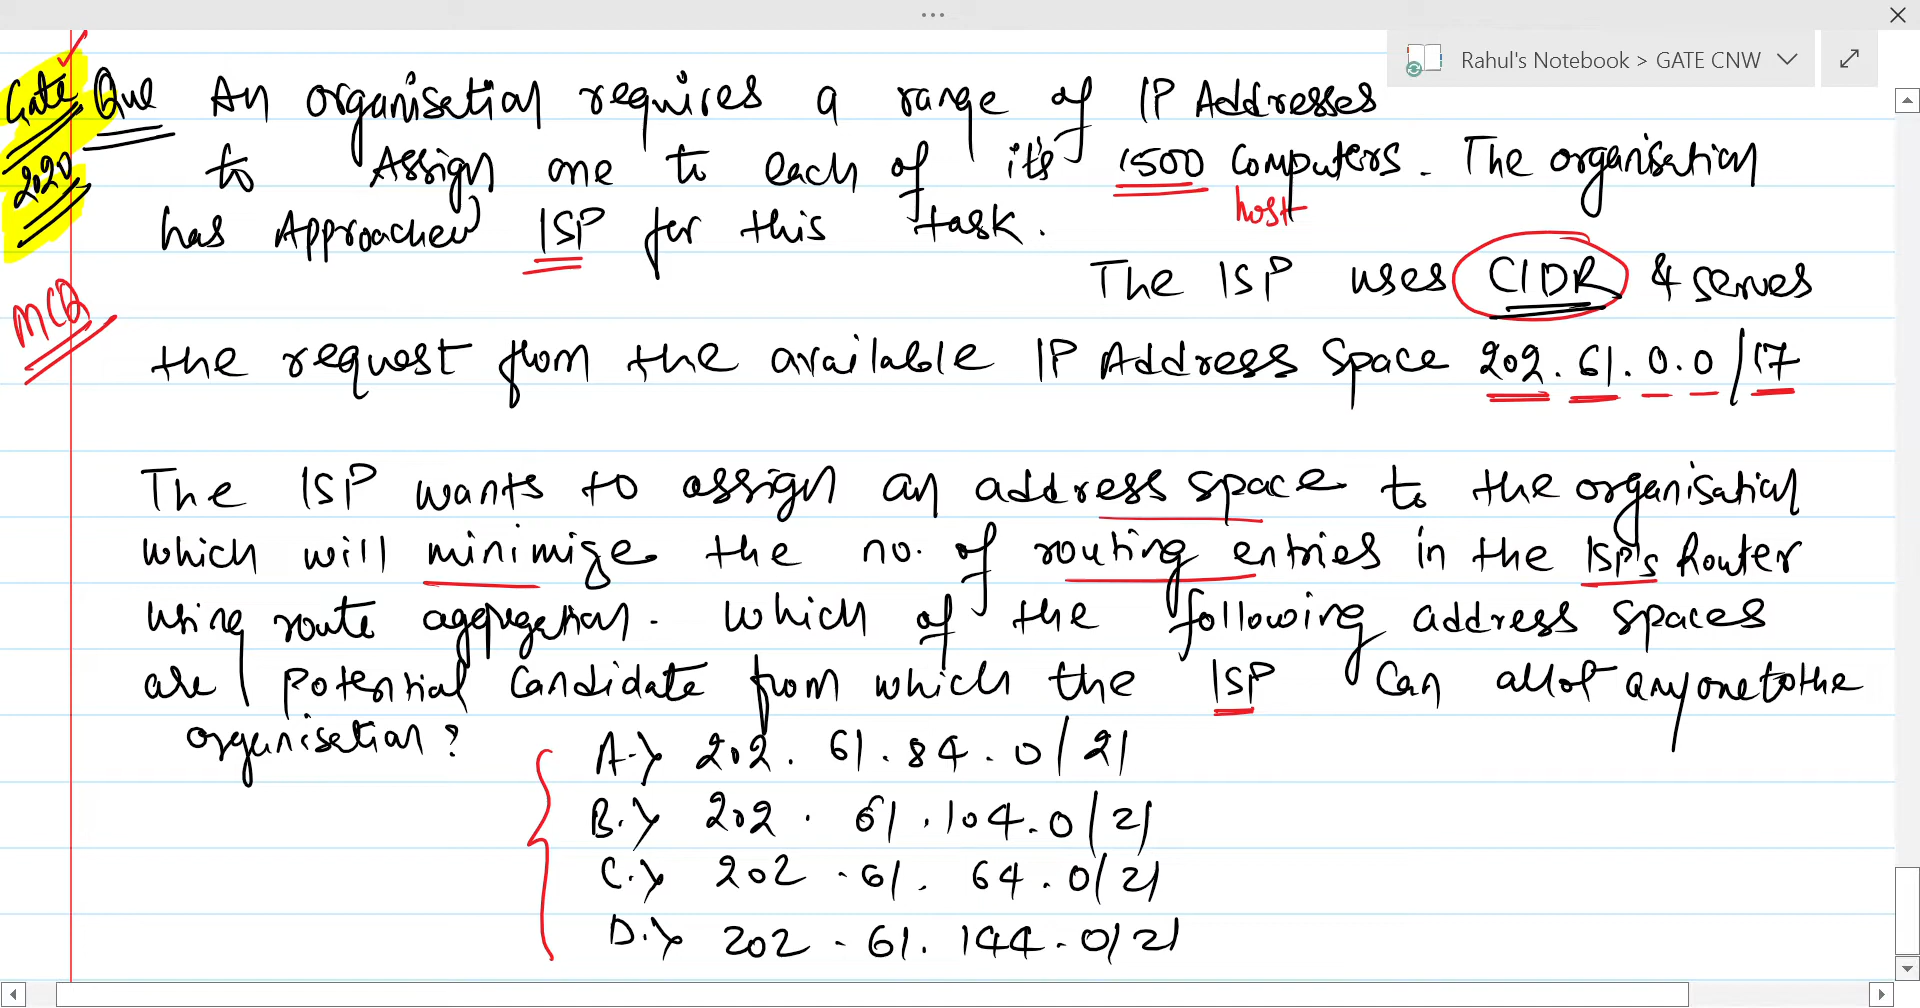 Rahul's Notebook > GATE CNW
Gate 2020
Que An organisation requires a range of IP Addresses
to Assign one to each of it's 1500 Computers. The organisation
host
has Approached ISP for this task.
The ISP uses CIDR & serves
MCQ
the request from the available IP Address Space 202.61.0.0/17
The ISP wants to assign an address space to the organisation
which will minimize the no. of routing entries in the ISP's Router
using route aggregation. Which of the following address spaces
are potential Candidate from which the ISP Can allot any one to the
organisation?
A.> 202.61.84.0/21
B.> 202.61.104.0/21
C.> 202.61.64.0/21
D.> 202.61.144.0/21